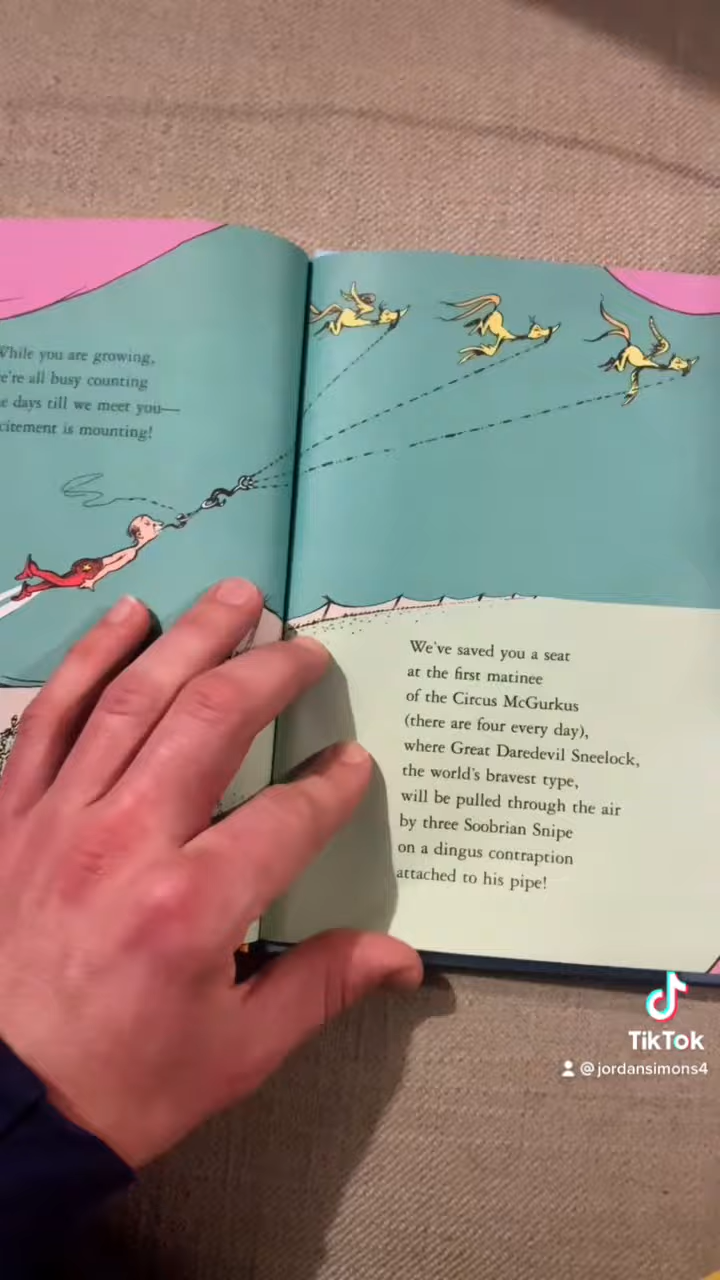 While you are growing,
we're all busy counting
the days till we meet you—
excitement is mounting!
We've saved you a seat
at the first matinee
of the Circus McGurkus
(there are four every day),
where Great Daredevil Sneelock,
the world's bravest type,
will be pulled through the air
by three Soobrian Snipe
on a dingus contraption
attached to his pipe!
TikTok
@jordansimons4